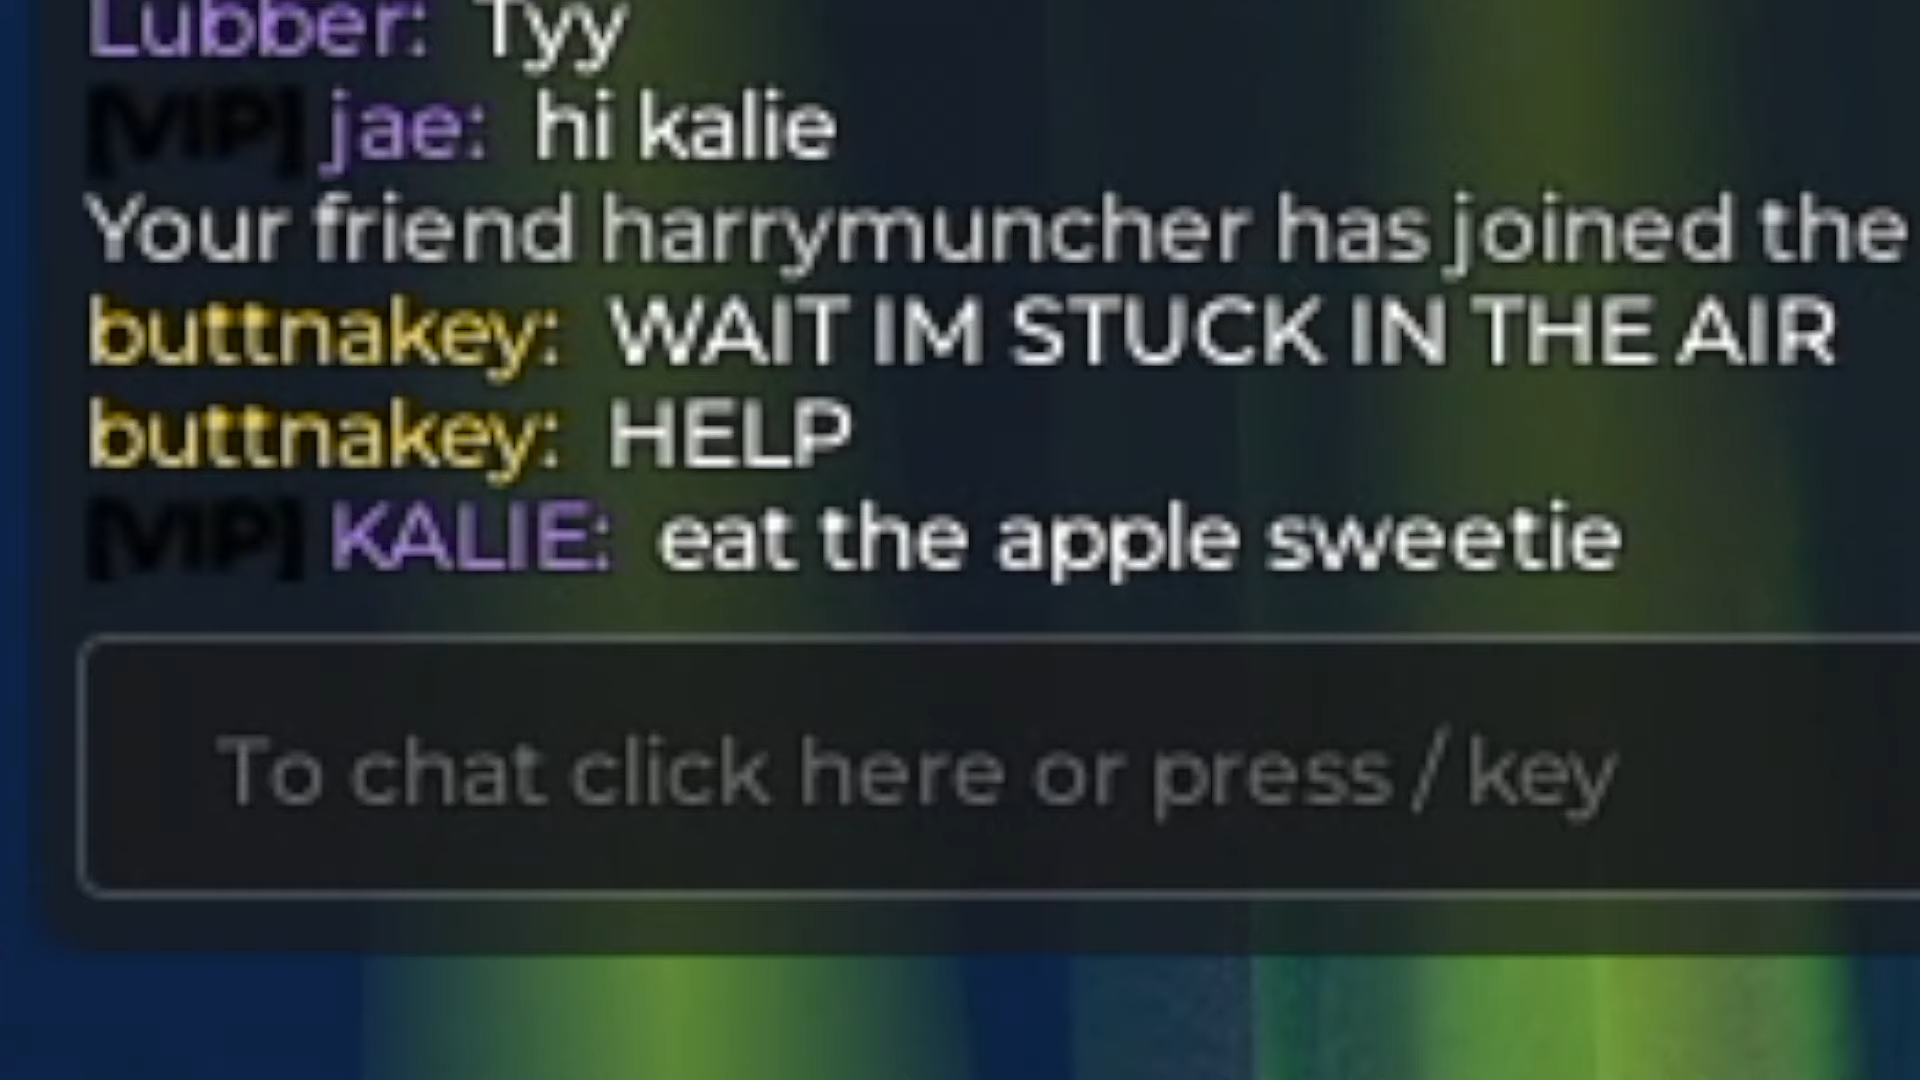 Lubber: Tyy
[VIP] jae: hi kalie
Your friend harrymuncher has joined the
buttnakey: WAIT IM STUCK IN THE AIR
buttnakey: HELP
[VIP] KALIE: eat the apple sweetie
To chat click here or press / key